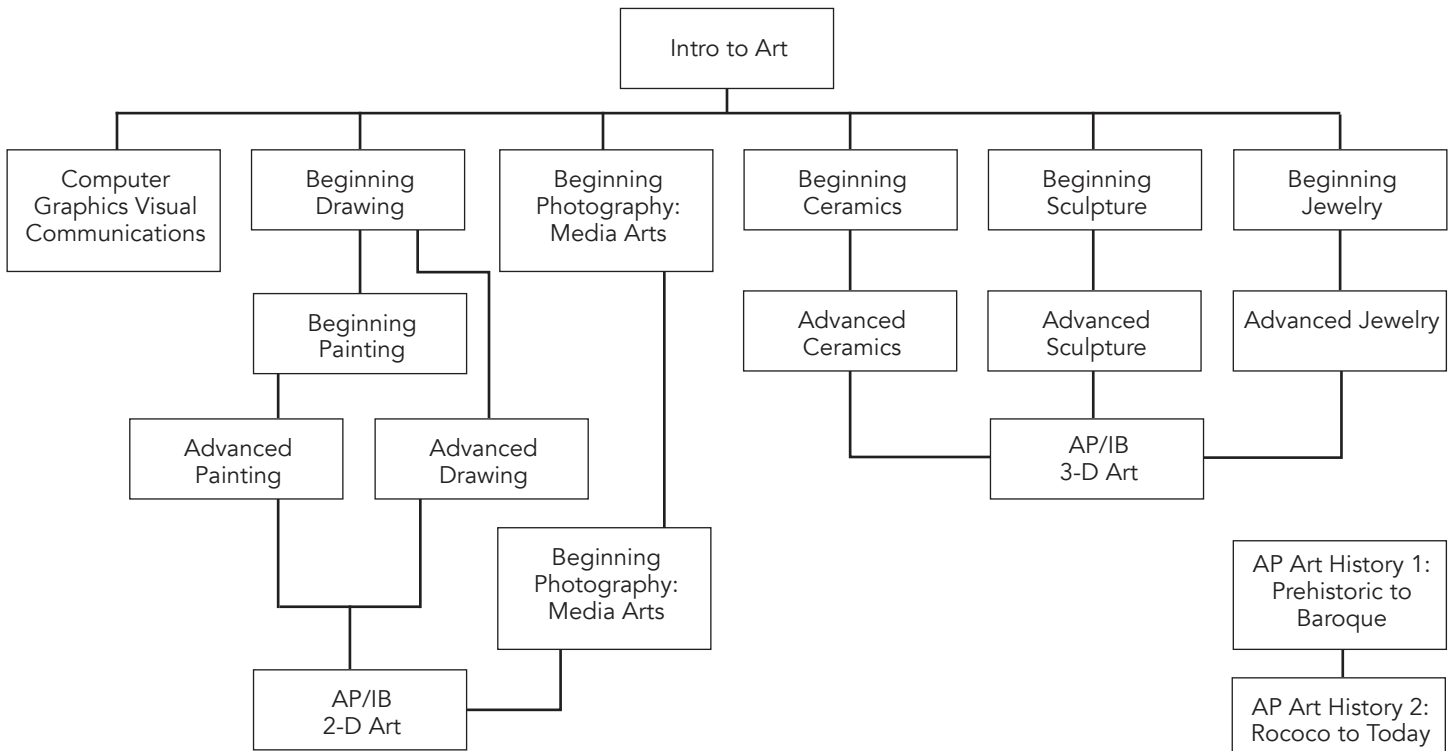 Intro to Art
Computer
Graphics Visual
Communications
Beginning
Drawing
Beginning
Photography:
Media Arts
Beginning
Ceramics
Beginning
Sculpture
Beginning
Jewelry
Beginning
Painting
Advanced
Ceramics
Advanced
Sculpture
Advanced Jewelry
Advanced
Painting
Advanced
Drawing
AP/IB
3-D Art
Beginning
Photography:
Media Arts
AP Art History 1:
Prehistoric to
Baroque
AP/IB
2-D Art
AP Art History 2:
Rococo to Today